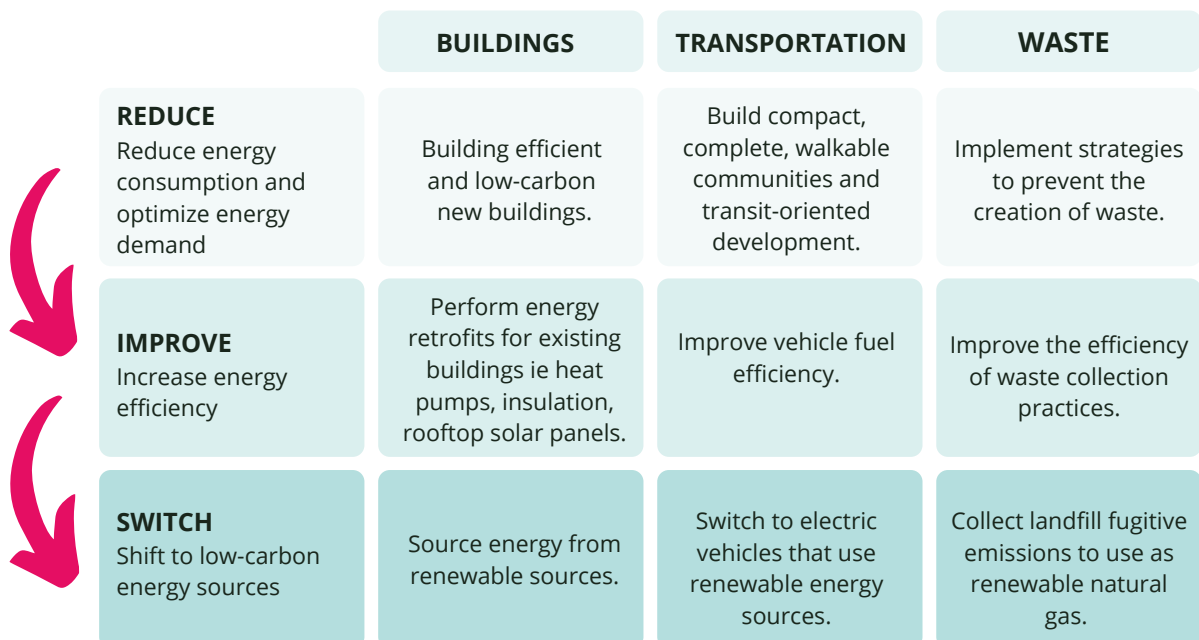 BUILDINGS
TRANSPORTATION
WASTE
REDUCE
Reduce energy
consumption and
optimize energy
demand
Building efficient
and low-carbon
new buildings.
Build compact,
complete, walkable
communities and
transit-oriented
development.
Implement strategies
to prevent the
creation of waste.
IMPROVE
Increase energy
efficiency
Perform energy
retrofits for existing
buildings ie heat
pumps, insulation,
rooftop solar panels.
Improve vehicle fuel
efficiency.
Improve the efficiency
of waste collection
practices.
SWITCH
Shift to low-carbon
energy sources
Source energy from
renewable sources.
Switch to electric
vehicles that use
renewable energy
sources.
Collect landfill fugitive
emissions to use as
renewable natural
gas.